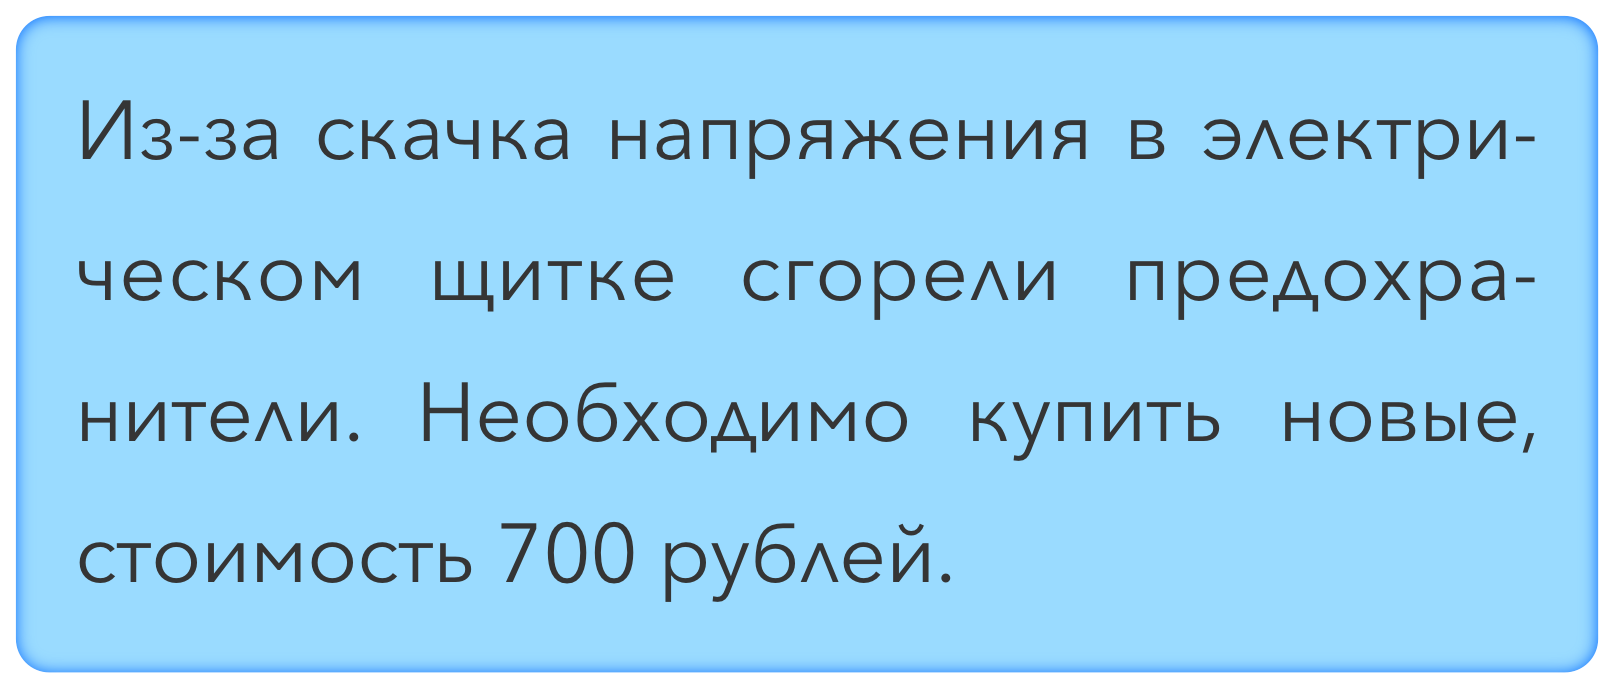 Из-за скачка напряжения в электри-
ческом щитке сгорели предохра-
нители. Необходимо купить новые,
стоимость 700 рублей.